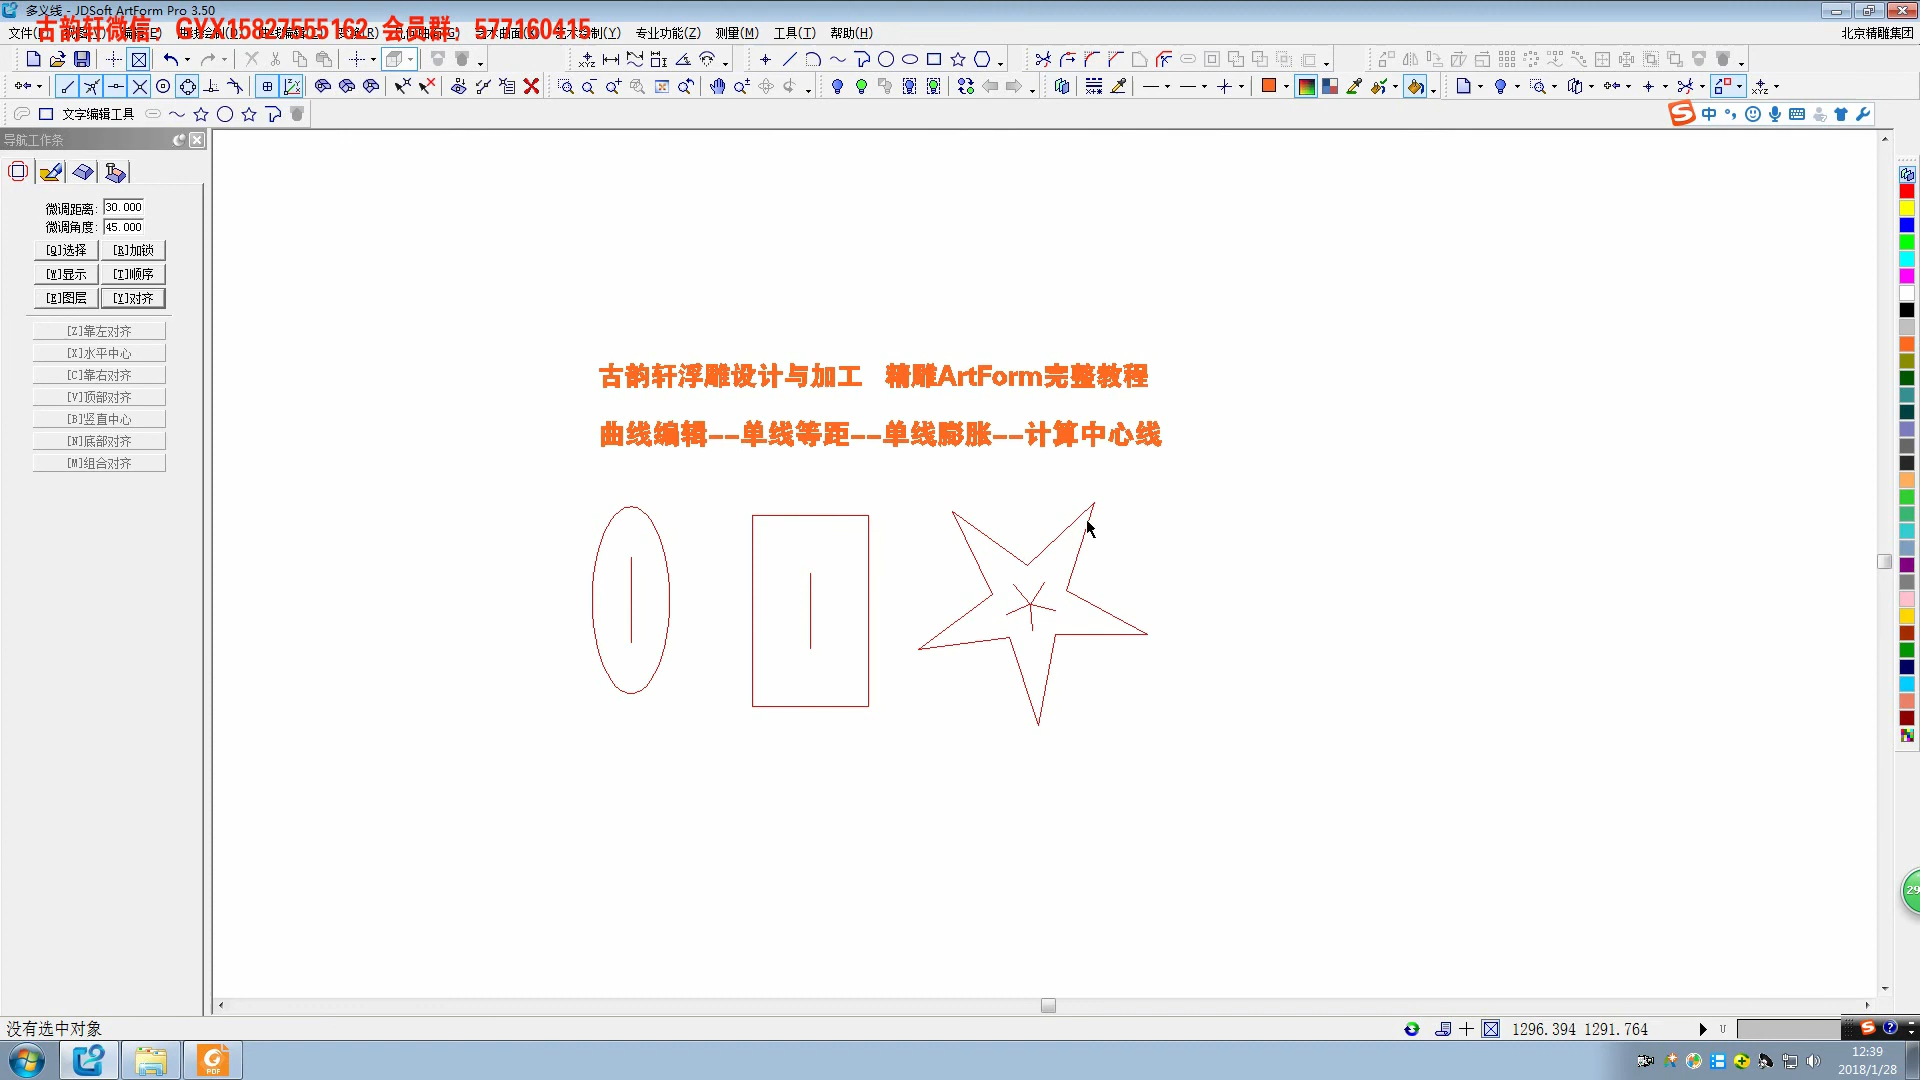 多义线 - JDSoft ArtForm Pro 3.50
古韵轩微信：GYX15827555162 会员群：577160415
专业功能(Z) 测量(M) 工具(T) 帮助(H)
北京精雕集团
文字编辑工具
中
导航工作条
微调距离: 30.000
微调角度: 45.000
[Q]选择 [R]加锁
[W]显示 [T]顺序
[E]图层 [Y]对齐
[Z]靠左对齐
[X]水平中心
[C]靠右对齐
[V]顶部对齐
[B]竖直中心
[N]底部对齐
[M]组合对齐
古韵轩浮雕设计与加工 精雕ArtForm完整教程
曲线编辑--单线等距--单线膨胀--计算中心线
29
没有选中对象
1296.394 1291.764
12:39
2018/1/28